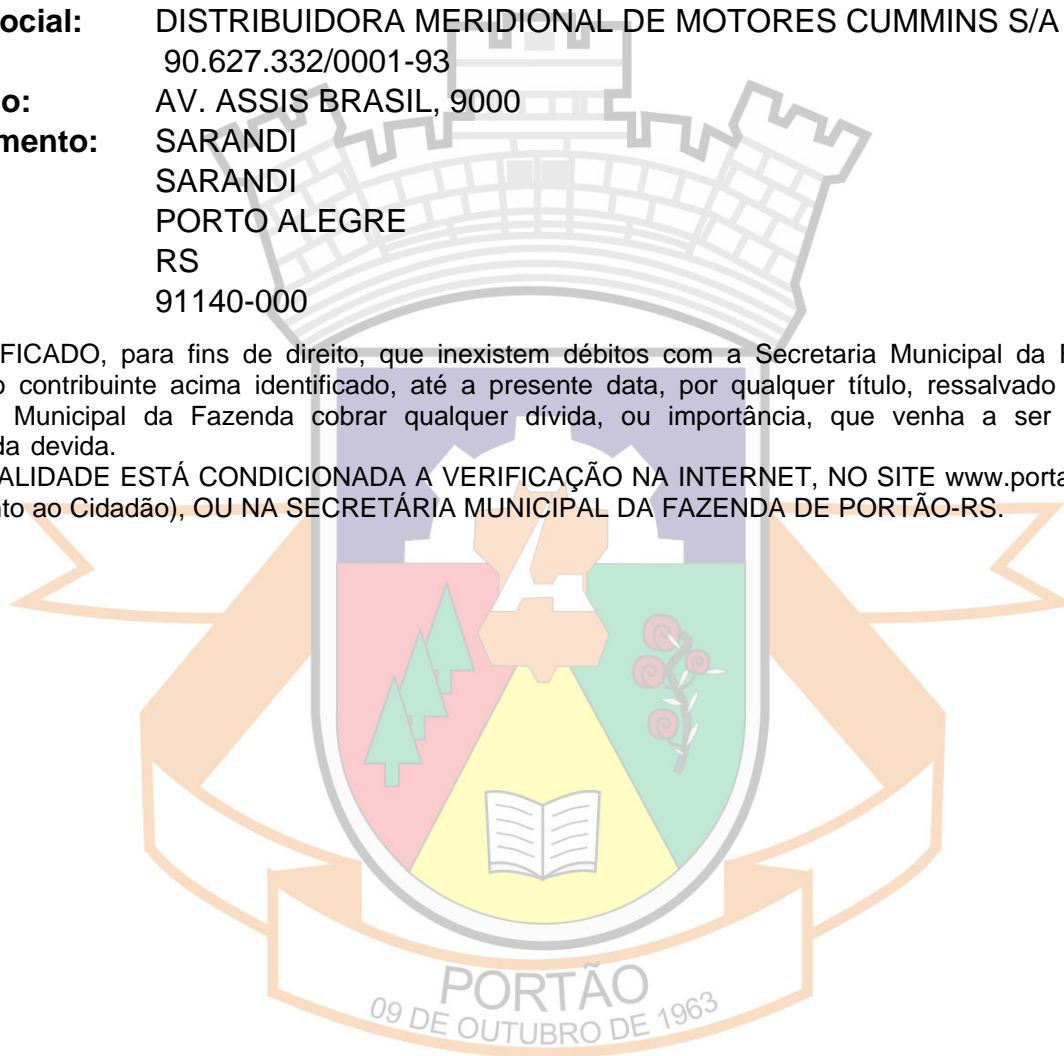 ocial: DISTRIBUIDORA MERIDIONAL DE MOTORES CUMMINS S/A
90.627.332/0001-93
o: AV. ASSIS BRASIL, 9000
mento: SARANDI
SARANDI
PORTO ALEGRE
RS
91140-000
FICADO, para fins de direito, que inexistem débitos com a Secretaria Municipal da
o contribuinte acima identificado, até a presente data, por qualquer título, ressalvado
Municipal da Fazenda cobrar qualquer dívida, ou importância, que venha a ser
da devida.
ALIDADE ESTÁ CONDICIONADA A VERIFICAÇÃO NA INTERNET, NO SITE www.porta
nto ao Cidadão), OU NA SECRETÁRIA MUNICIPAL DA FAZENDA DE PORTÃO-RS.
PORTÃO
09 DE OUTUBRO DE 1963